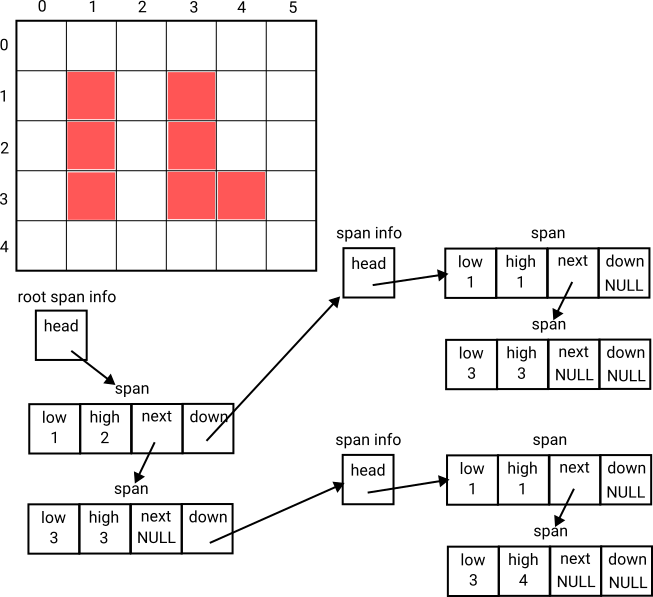 0 1 2 3 4 5
0
1
2
3
4
span info
head
span
low high next down
1 1 NULL
span
low high next down
3 3 NULL NULL
root span info
head
span
low high next down
1 2
span
low high next down
3 3 NULL
span info
head
span
low high next down
1 1 NULL
span
low high next down
3 4 NULL NULL